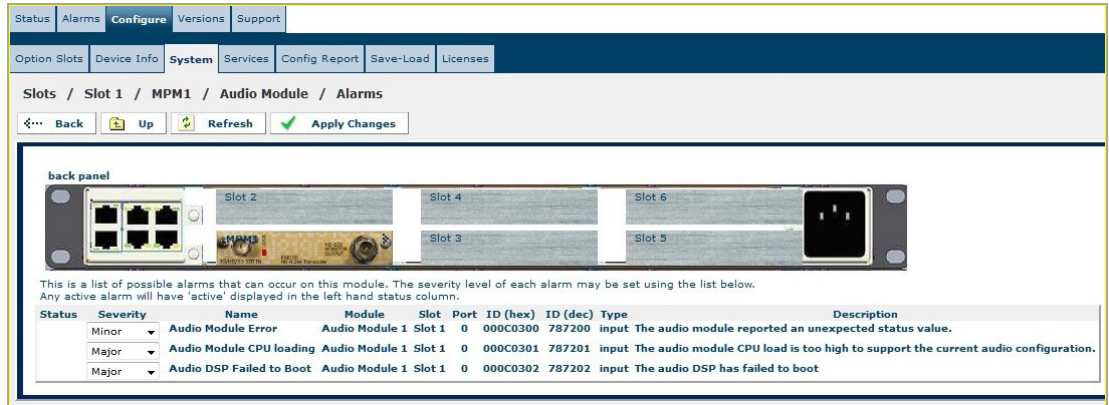 Status Alarms Configure Versions Support
Option Slots Device Info System Services Config Report Save-Load Licenses
Slots / Slot 1 / MPM1 / Audio Module / Alarms
Back Up Refresh Apply Changes
back panel
Slot 2 Slot 4 Slot 6
MPM1 Slot 3 Slot 5
This is a list of possible alarms that can occur on this module. The severity level of each alarm may be set using the list below.
Any active alarm will have 'active' displayed in the left hand status column.
Status Severity Name Module Slot Port ID (hex) ID (dec) Type Description
Minor Audio Module Error Audio Module 1 Slot 1 0 000C0300 787200 input The audio module reported an unexpected status value.
Major Audio Module CPU loading Audio Module 1 Slot 1 0 000C0301 787201 input The audio module CPU load is too high to support the current audio configuration.
Major Audio DSP Failed to Boot Audio Module 1 Slot 1 0 000C0302 787202 input The audio DSP has failed to boot